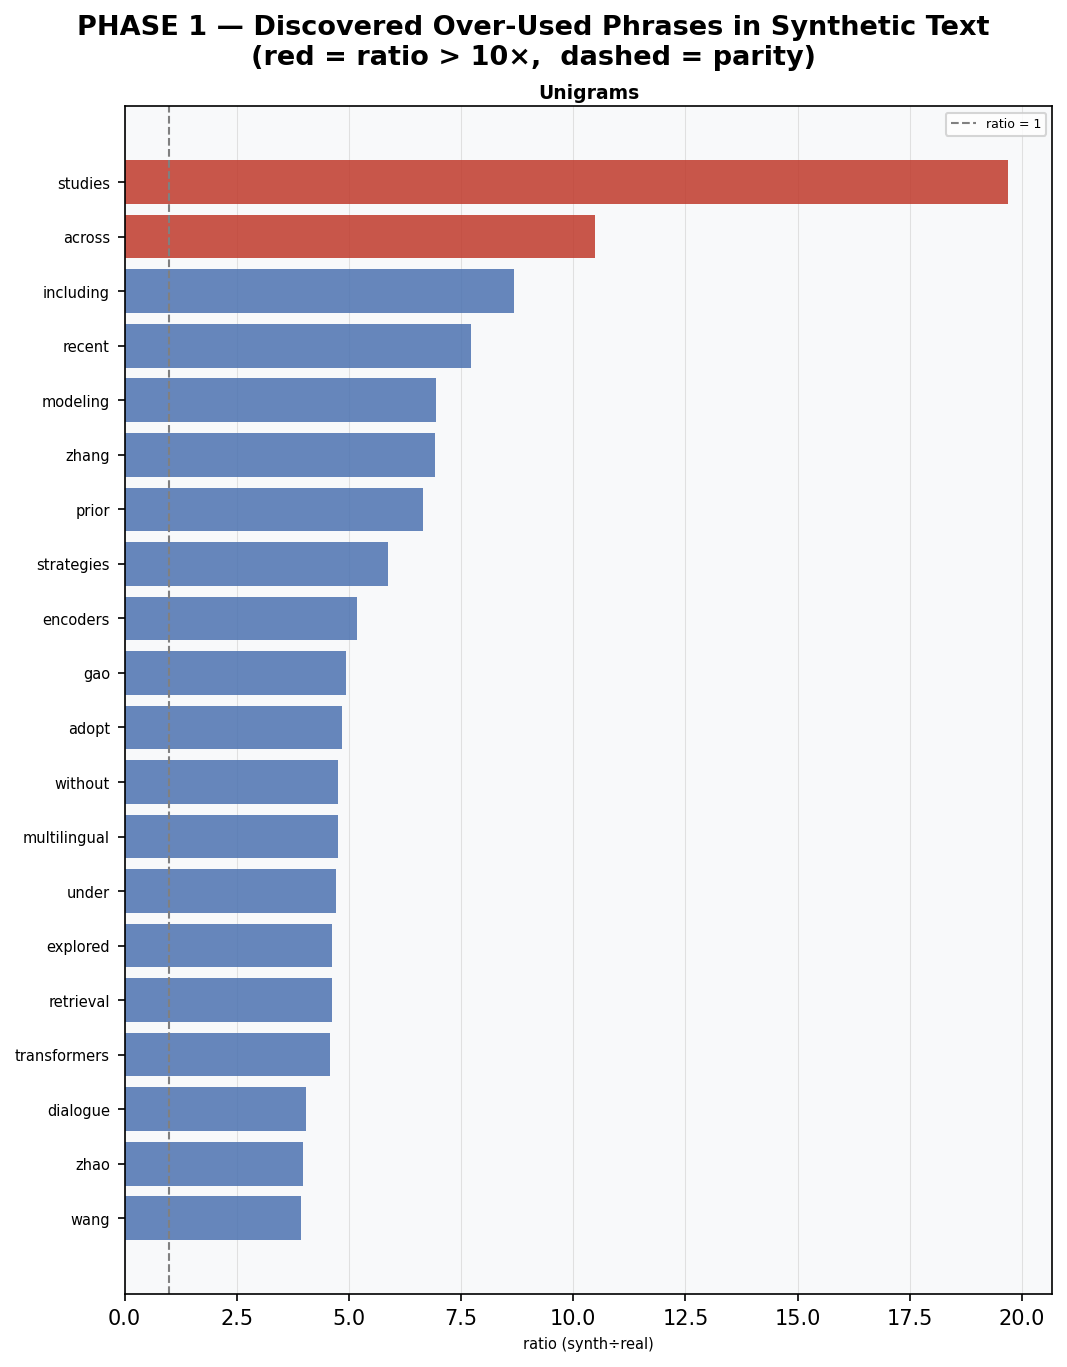 PHASE 1 — Discovered Over-Used Phrases in Synthetic Text
(red = ratio > 10×,  dashed = parity)
Unigrams
ratio = 1
studies
across
including
recent
modeling
zhang
prior
strategies
encoders
gao
adopt
without
multilingual
under
explored
retrieval
transformers
dialogue
zhao
wang
0.0 2.5 5.0 7.5 10.0 12.5 15.0 17.5 20.0
ratio (synth÷real)